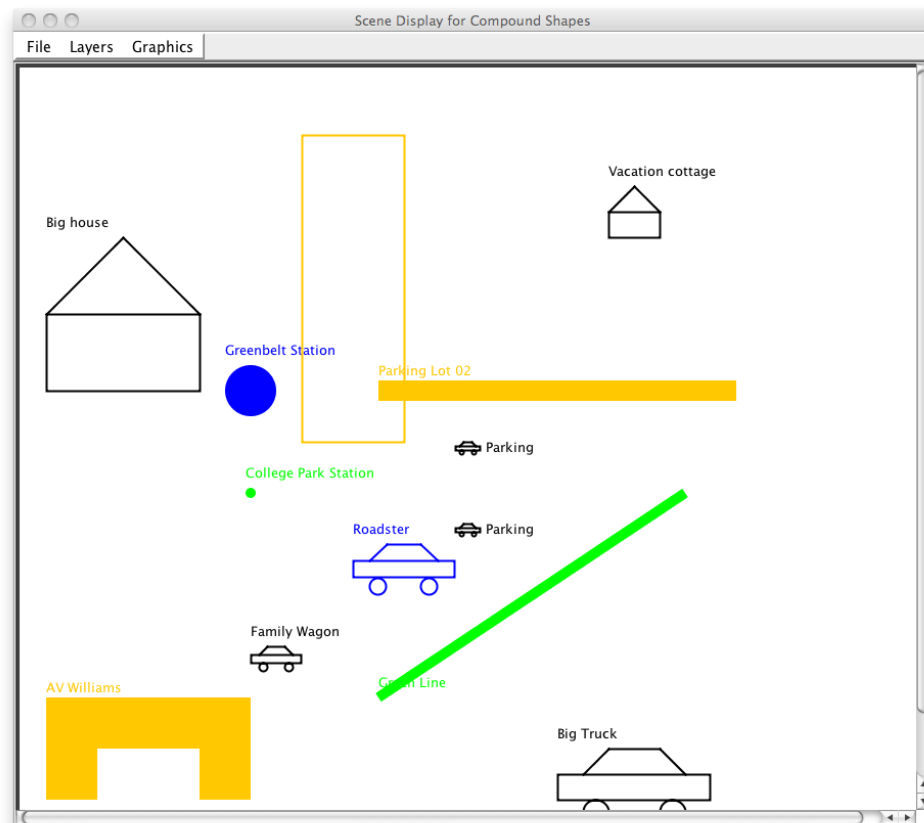 Scene Display for Compound Shapes
File Layers Graphics
Vacation cottage
Big house
Greenbelt Station
Parking Lot 02
Parking
College Park Station
Roadster
Parking
Family Wagon
Green Line
AV Williams
Big Truck